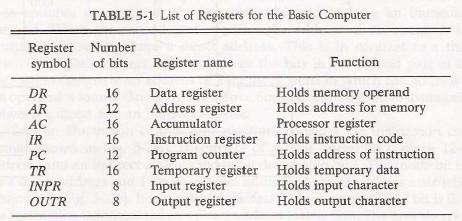 TABLE 5-1 List of Registers for the Basic Computer
Register Number
symbol of bits Register name Function
DR 16 Data register Holds memory operand
AR 12 Address register Holds address for memory
AC 16 Accumulator Processor register
IR 16 Instruction register Holds instruction code
PC 12 Program counter Holds address of instruction
TR 16 Temporary register Holds temporary data
INPR 8 Input register Holds input character
OUTR 8 Output register Holds output character